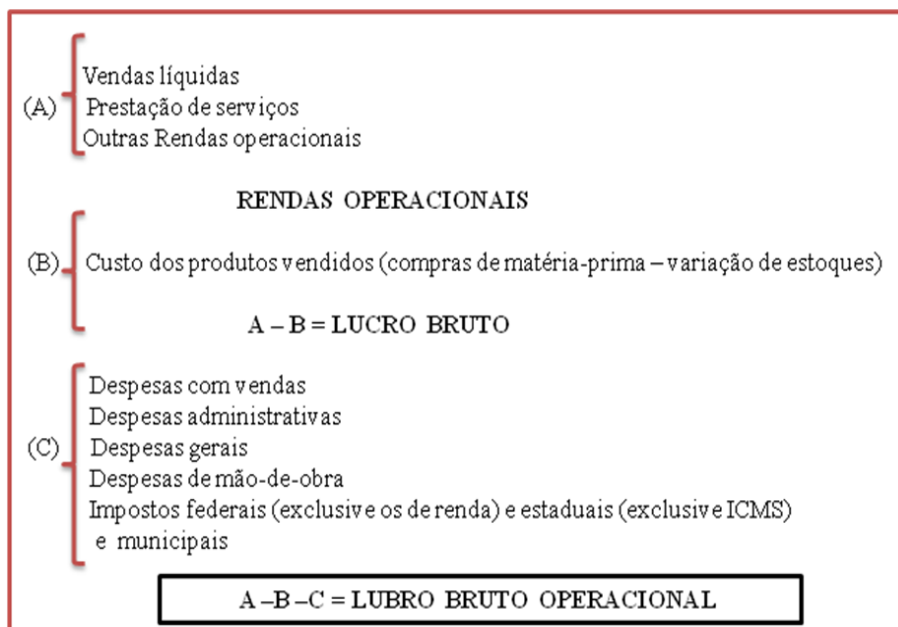 Vendas líquidas
(A) Prestação de serviços
Outras Rendas operacionais
RENDAS OPERACIONAIS
(B) Custo dos produtos vendidos (compras de matéria-prima – variação de estoques)
A – B = LUCRO BRUTO
Despesas com vendas
Despesas administrativas
(C) Despesas gerais
Despesas de mão-de-obra
Impostos federais (exclusive os de renda) e estaduais (exclusive ICMS)
e municipais
A –B –C = LUBRO BRUTO OPERACIONAL